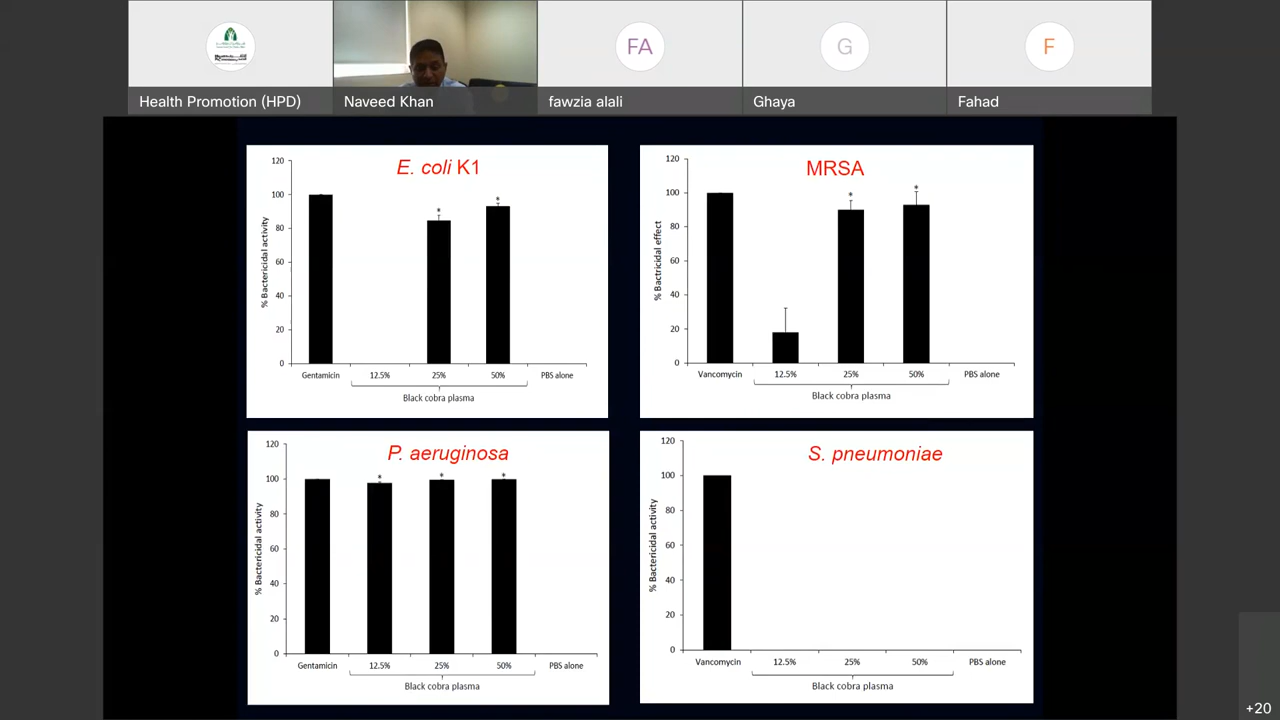 Health Promotion (HPD)
Naveed Khan
FA
fawzia alali
G
Ghaya
F
Fahad
E. coli K1
120
100
80
60
40
20
0
% Bactericidal activity
*
*
Gentamicin 12.5% 25% 50% PBS alone
Black cobra plasma
MRSA
120
100
80
60
40
20
0
% Bactricidal effect
*
*
Vancomycin 12.5% 25% 50% PBS alone
Black cobra plasma
P. aeruginosa
120
100
80
60
40
20
0
% Bactericidal activity
*
*
*
Gentamicin 12.5% 25% 50% PBS alone
Black cobra plasma
S. pneumoniae
120
100
80
60
40
20
0
% Bactericidal activity
Vancomycin 12.5% 25% 50% PBS alone
Black cobra plasma
+20